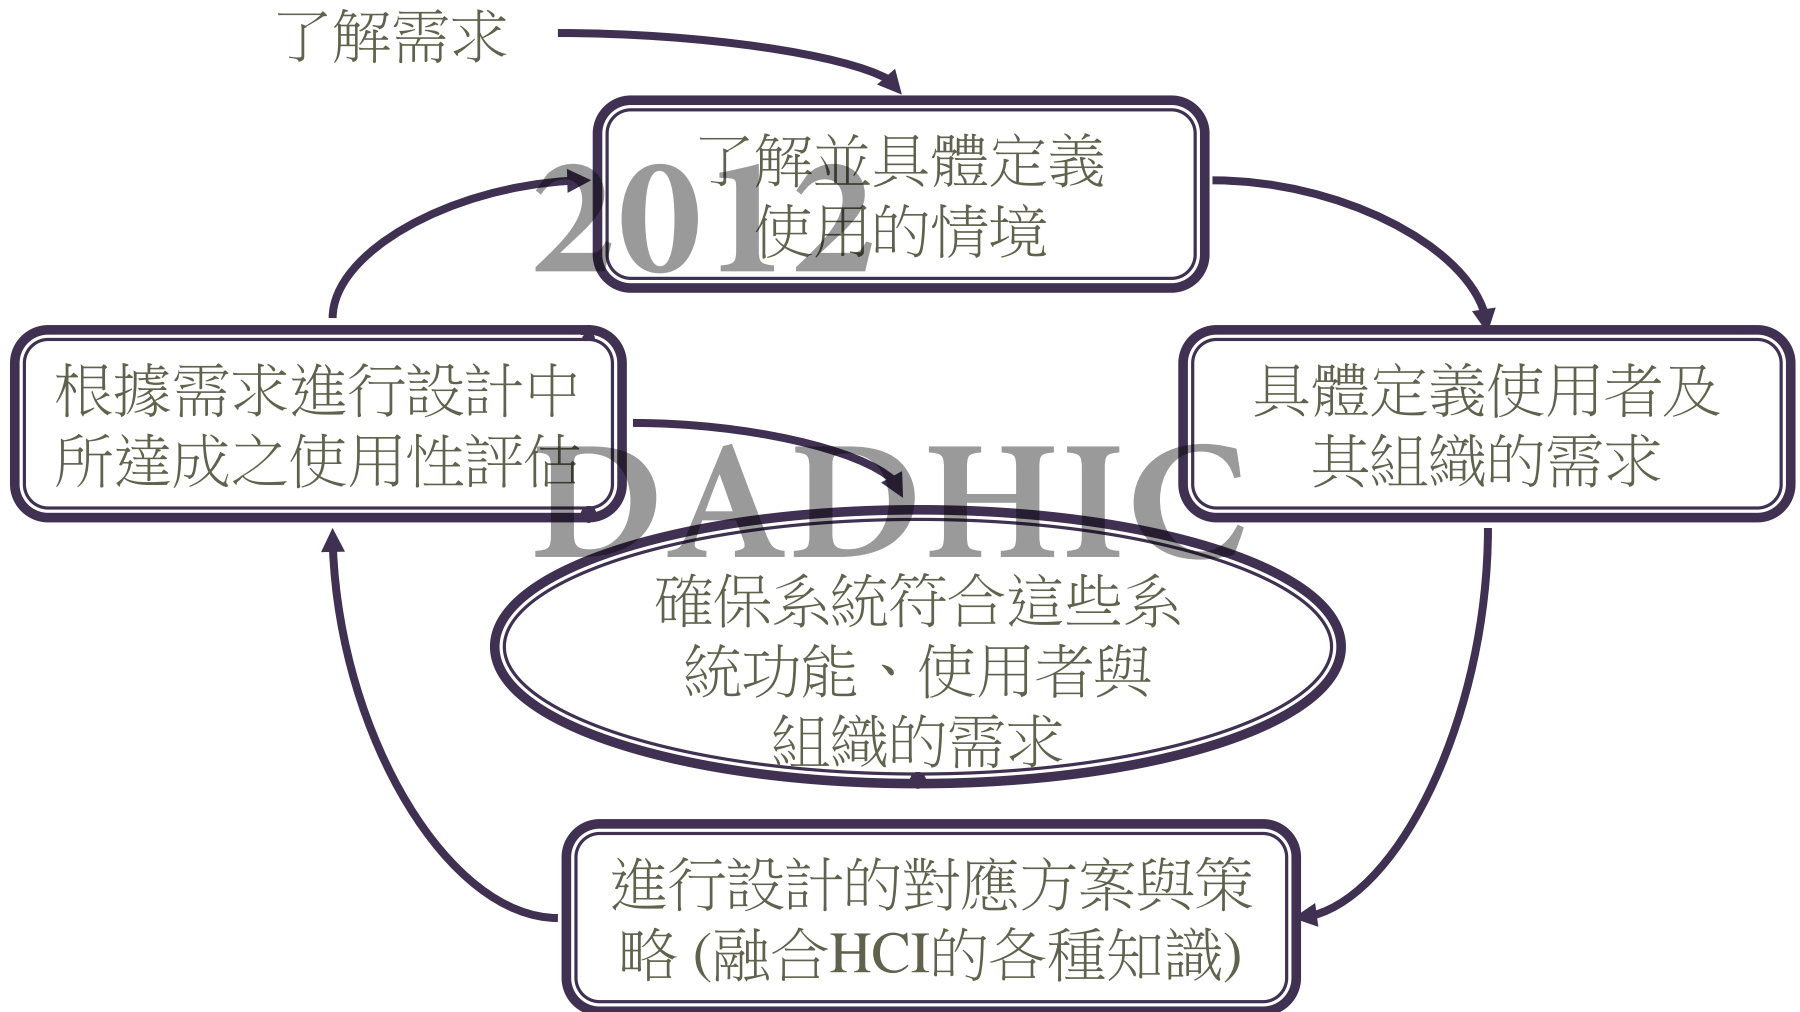 了解需求
了解並具體定義
使用的情境
2012
根據需求進行設計中
所達成之使用性評估
具體定義使用者及
其組織的需求
DADHIC
確保系統符合這些系
統功能、使用者與
組織的需求
進行設計的對應方案與策
略 (融合HCI的各種知識)